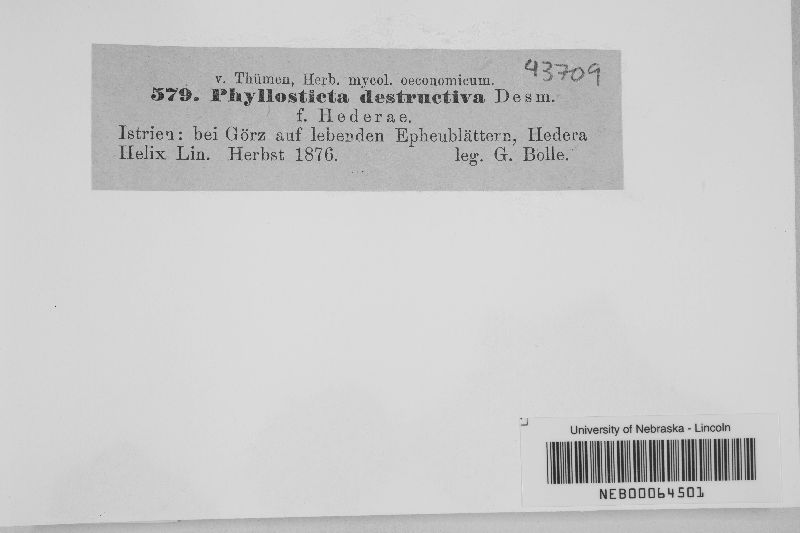 v. Thümen, Herb. mycol. oeconomicum.
43709
579. Phyllosticta destructiva Desm.
f. Hederae.
Istrien: bei Görz auf lebenden Epheublättern, Hedera
Helix Lin. Herbst 1876. leg. G. Bolle.
University of Nebraska - Lincoln
NEB00064501